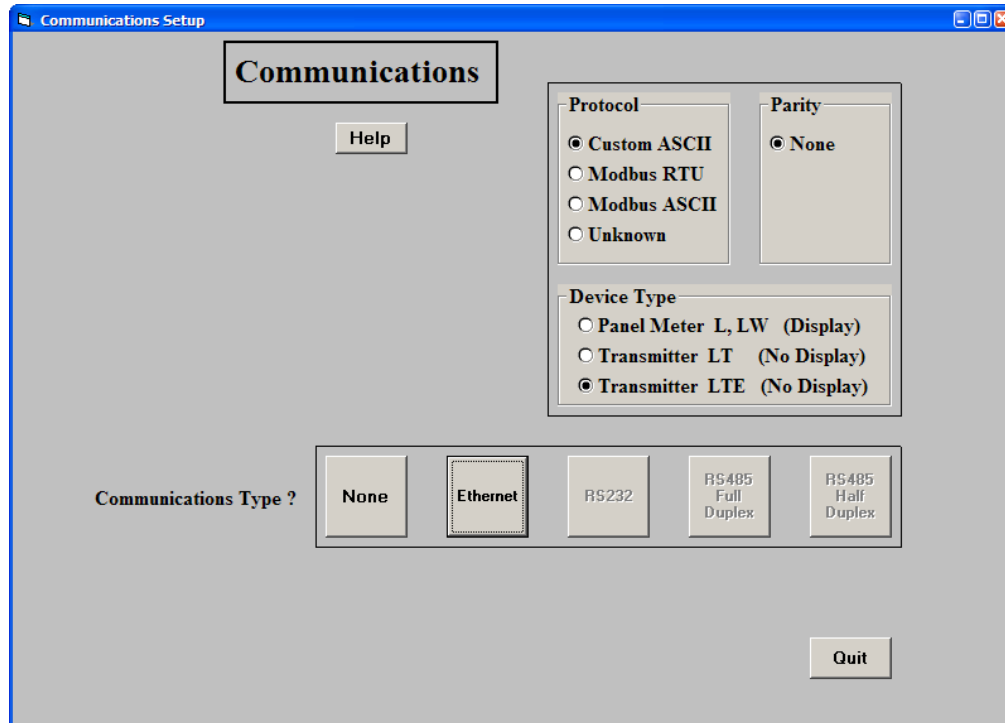 Communications Setup
Communications
Help
Protocol
Custom ASCII
Modbus RTU
Modbus ASCII
Unknown
Parity
None
Device Type
Panel Meter L, LW (Display)
Transmitter LT (No Display)
Transmitter LTE (No Display)
Communications Type ?
None
Ethernet
RS232
RS485
Full
Duplex
RS485
Half
Duplex
Quit